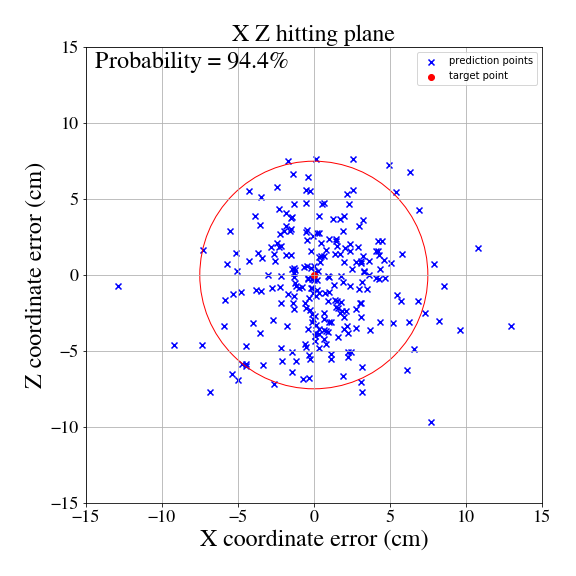 X Z hitting plane
Probability = 94.4%
prediction points
target point
15
10
5
0
−5
−10
−15
Z coordinate error (cm)
−15 −10 −5 0 5 10 15
X coordinate error (cm)